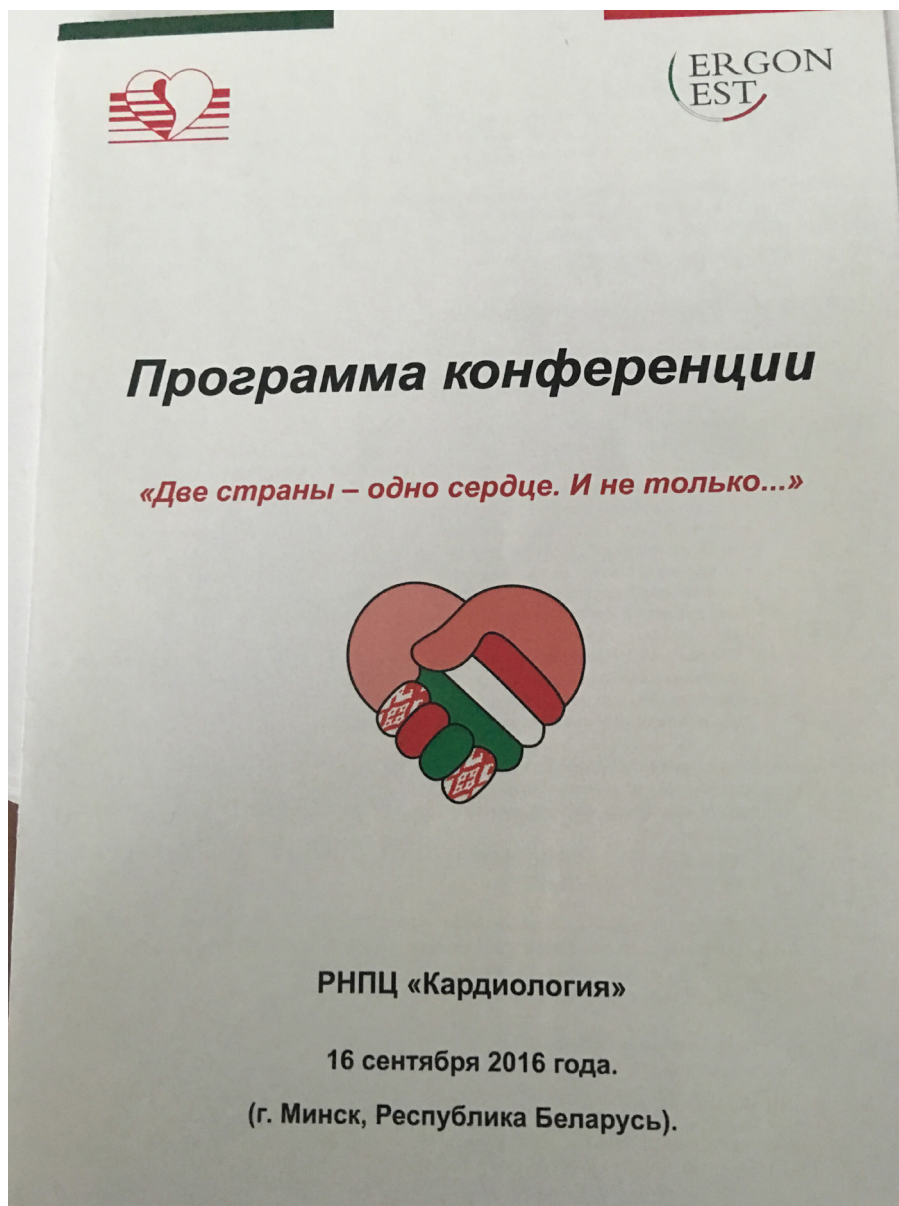 ERGON
EST
Программа конференции
«Две страны – одно сердце. И не только...»
РНПЦ «Кардиология»
16 сентября 2016 года.
(г. Минск, Республика Беларусь).